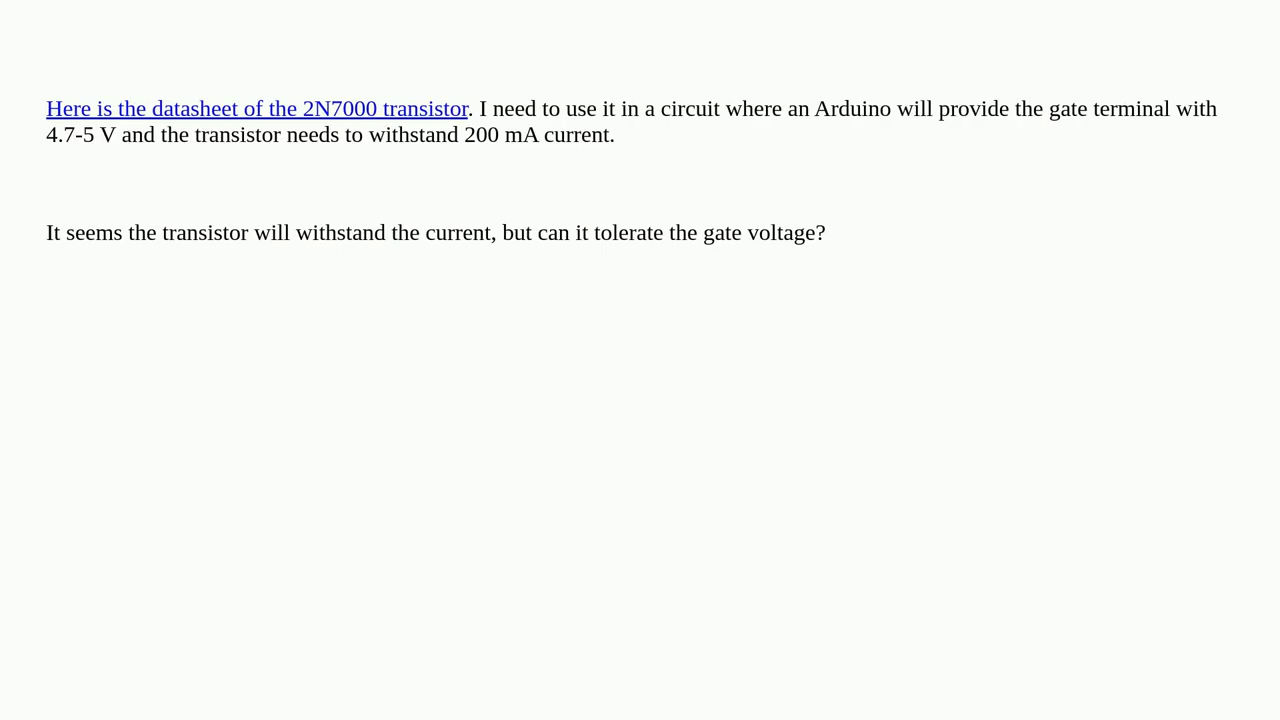 Here is the datasheet of the 2N7000 transistor. I need to use it in a circuit where an Arduino will provide the gate terminal with
4.7-5 V and the transistor needs to withstand 200 mA current.
It seems the transistor will withstand the current, but can it tolerate the gate voltage?